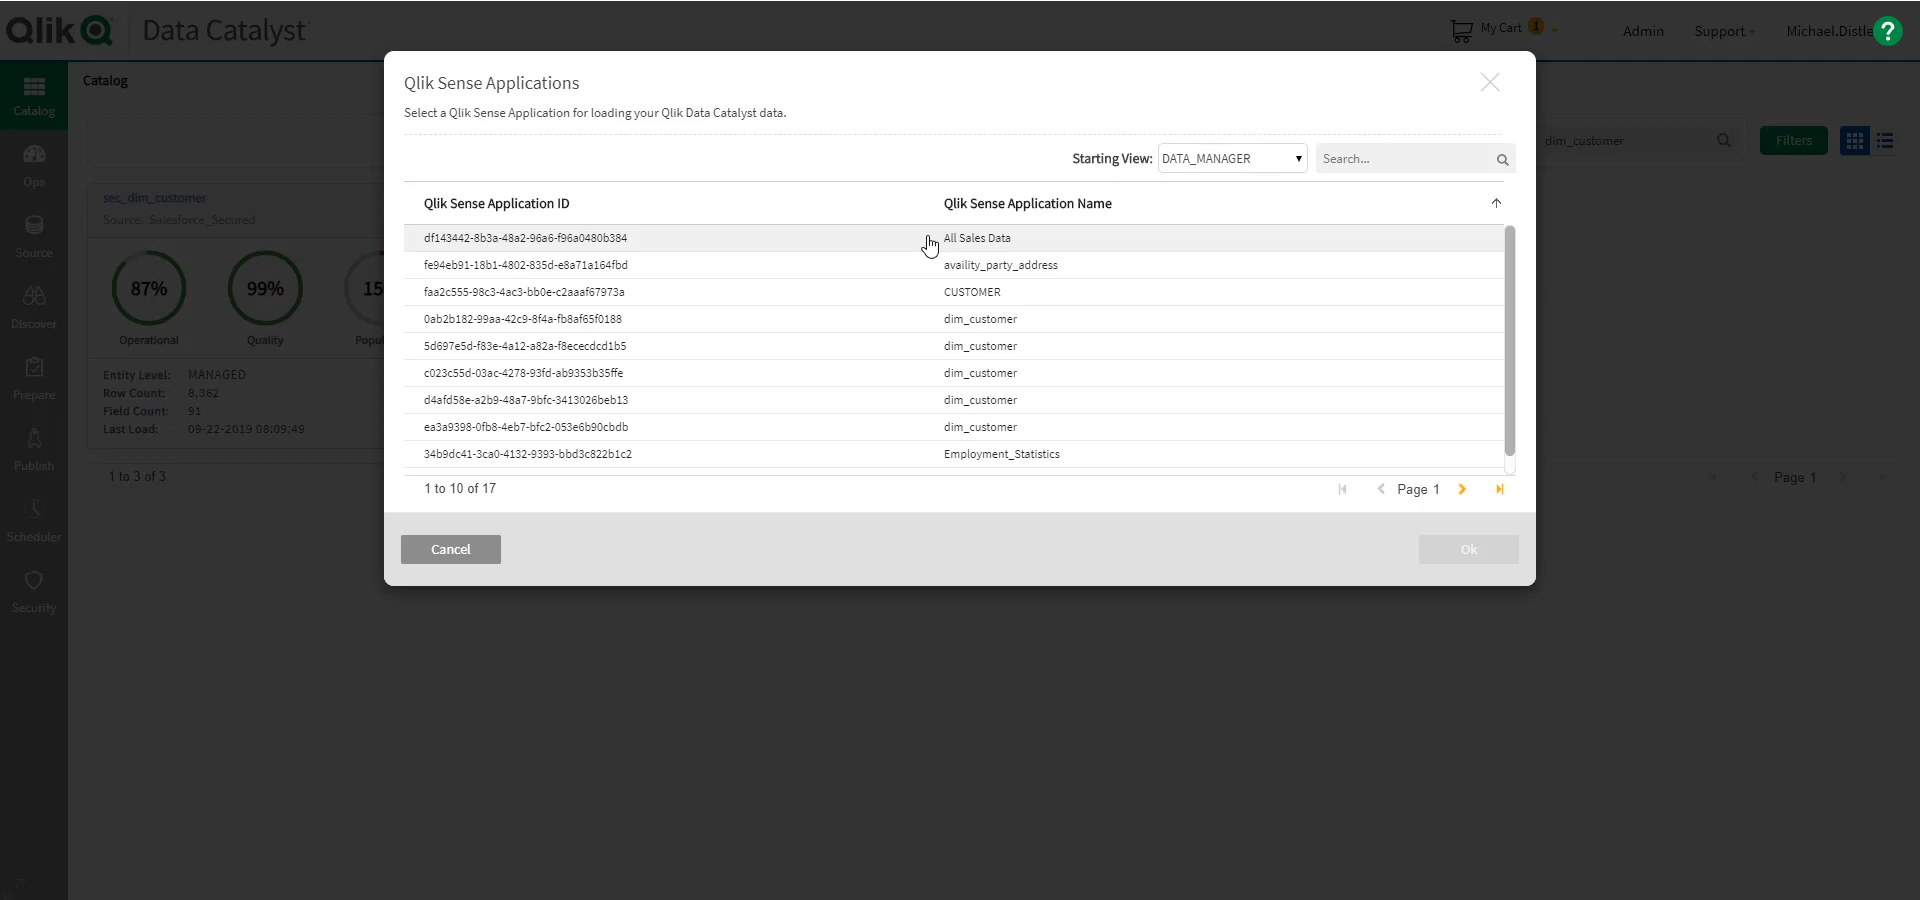 Qlik Q Data Catalyst
My Cart 1
Admin
Support
Michael.Distle
?
Catalog
Ops
Source
Discover
Prepare
Publish
Scheduler
Security
Catalog
sec_dim_customer
Source: Salesforce_Secured
87%
99%
15
Operational
Quality
Popul
Entity Level: MANAGED
Row Count: 8,362
Field Count: 91
Last Load: 09-22-2019 08:09:49
1 to 3 of 3
dim_customer
Filters
Page 1
Qlik Sense Applications
Select a Qlik Sense Application for loading your Qlik Data Catalyst data.
Starting View: DATA_MANAGER
Search...
Qlik Sense Application ID Qlik Sense Application Name
df143442-8b3a-48a2-96a6-f96a0480b384 All Sales Data
fe94eb91-18b1-4802-835d-e8a71a164fbd availity_party_address
faa2c555-98c3-4ac3-bb0e-c2aaaf67973a CUSTOMER
0ab2b182-99aa-42c9-8f4a-fb8af65f0188 dim_customer
5d697e5d-f83e-4a12-a82a-f8ececdcd1b5 dim_customer
c023c55d-03ac-4278-93fd-ab9353b35ffe dim_customer
d4afd58e-a2b9-48a7-9bfc-3413026beb13 dim_customer
ea3a9398-0fb8-4eb7-bfc2-053e6b90cbdb dim_customer
34b9dc41-3ca0-4132-9393-bbd3c822b1c2 Employment_Statistics
1 to 10 of 17
Page 1
Cancel
Ok